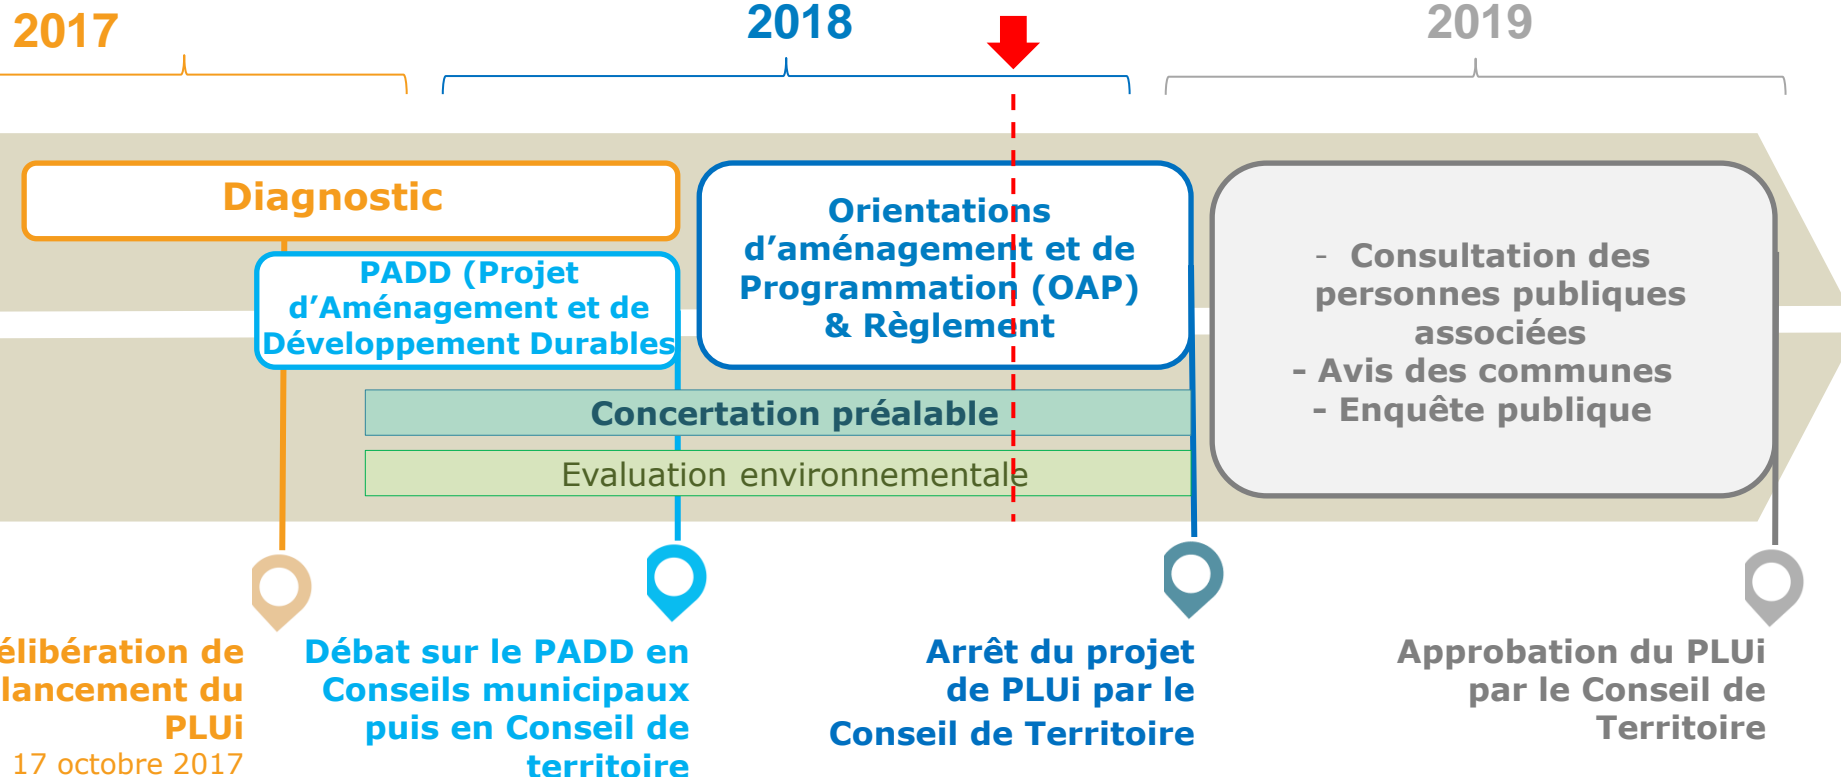 2017
2018
2019
Diagnostic
PADD (Projet
d’Aménagement et de
Développement Durables
Orientations
d’aménagement et de
Programmation (OAP)
& Règlement
- Consultation des
personnes publiques
associées
- Avis des communes
- Enquête publique
Concertation préalable
Evaluation environnementale
élibération de
lancement du
PLUi
17 octobre 2017
Débat sur le PADD en
Conseils municipaux
puis en Conseil de
territoire
Arrêt du projet
de PLUi par le
Conseil de Territoire
Approbation du PLUi
par le Conseil de
Territoire